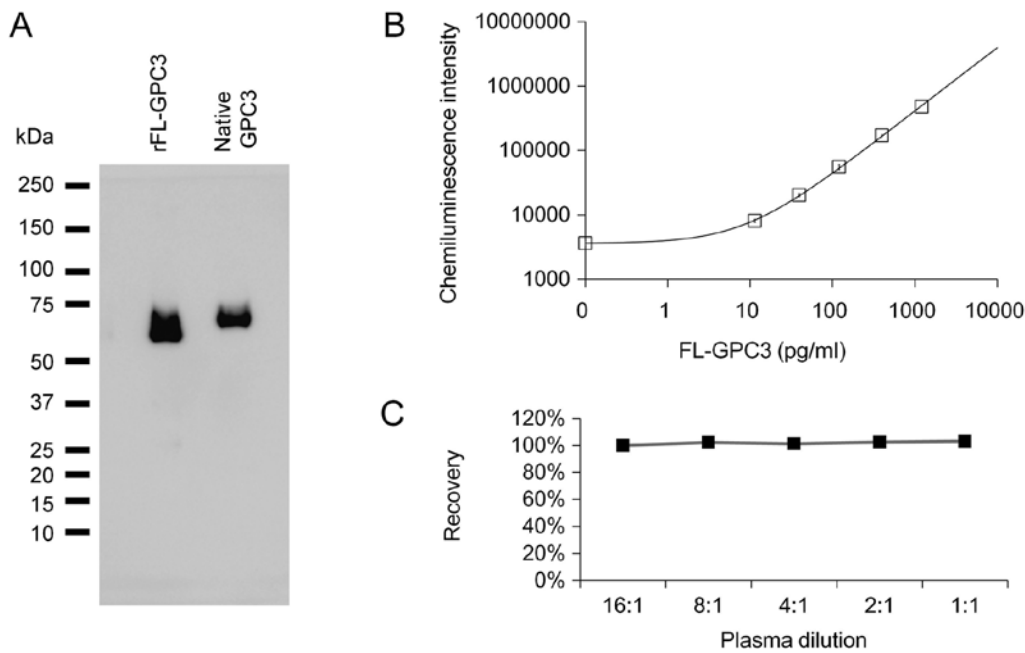 A
rFL-GPC3
Native
GPC3
kDa
250
150
100
75
50
37
25
20
15
10
B
10000000
1000000
100000
10000
1000
Chemiluminescence intensity
0 1 10 100 1000 10000
FL-GPC3 (pg/ml)
C
120%
100%
80%
60%
40%
20%
0%
Recovery
16:1 8:1 4:1 2:1 1:1
Plasma dilution